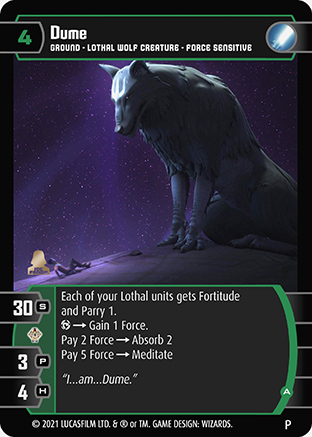 4 Dume
GROUND - LOTHAL WOLF CREATURE - FORCE SENSITIVE
30 S
3 P
4 H
Each of your Lothal units gets Fortitude
and Parry 1.
→ Gain 1 Force.
Pay 2 Force → Absorb 2
Pay 5 Force → Meditate
“I...am...Dume.”
A
© 2021 LUCASFILM LTD. & ® or TM. GAME DESIGN: WIZARDS. P